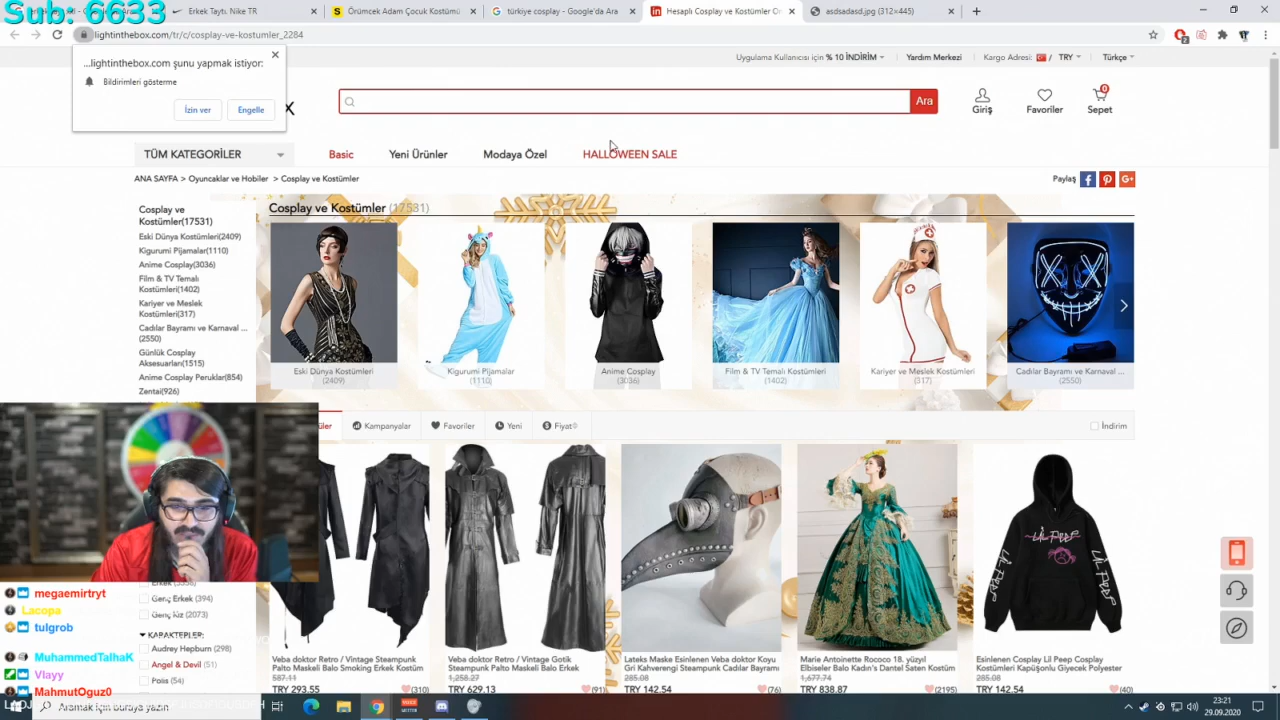 Sub: 6633
Erkek Tayfı, Nike TR
Örümcek Adam Çocuk Kostümü
türkiye cosplay - Google'da Ara
Hesaplı Cosplay ve Kostümler
asdsadasd.jpg (312×445)
lightinthebox.com/tr/c/cosplay-ve-kostumler_2284
...lightinthebox.com şunu yapmak istiyor:
Bildirimleri gösterme
İzin ver
Engelle
Uygulama Kullanıcısı için % 10 İNDİRİM
Yardım Merkezi
Kargo Adresi: / TRY
Türkçe
X
Ara
Giriş
Favoriler
0
Sepet
TÜM KATEGORİLER
Basic
Yeni Ürünler
Modaya Özel
HALLOWEEN SALE
ANA SAYFA > Oyuncaklar ve Hobiler > Cosplay ve Kostümler
Paylaş
Cosplay ve
Kostümler(17531)
Eski Dünya Kostümleri(2409)
Kigurumi Pijamalar(1110)
Anime Cosplay(3036)
Film & TV Temalı
Kostümleri(1402)
Kariyer ve Meslek
Kostümleri(317)
Cadılar Bayramı ve Karnaval ...
(2550)
Günlük Cosplay
Aksesuarları(1515)
Anime Cosplay Perukları(854)
Zentai(926)
Cosplay ve Kostümler (17531)
Eski Dünya Kostümleri
(2409)
Kigurumi Pijamalar
(1110)
Anime Cosplay
(3036)
Film & TV Temalı Kostümleri
(1402)
Kariyer ve Meslek Kostümleri
(317)
Cadılar Bayramı ve Karnaval ...
(2550)
Kampanyalar
Favoriler
Yeni
Fiyat
İndirim
LiL PEEP
Veba doktor Retro / Vintage Steampunk
Palto Maskeli Balo Smoking Erkek Kostüm
587.11
TRY 293.55
(310)
Veba doktor Retro / Vintage Gotik
Steampunk Palto Maskeli Balo Erkek
1,258.27
TRY 629.13
(91)
Lateks Maske Esinlenen Veba doktor Koyu
Gri Kahverengi Steampunk Cadılar Bayramı
285.08
TRY 142.54
(76)
Marie Antoinette Rococo 18. yüzyıl
Elbiseler Balo Kadın's Dantel Saten Kostüm
1,677.74
TRY 838.87
(2195)
Esinlenen Cosplay Lil Peep Cosplay
Kostümleri Kapüşonlu Giyecek Polyester
285.08
TRY 142.54
(40)
Genç Erkek (394)
Genç Kız (2073)
KARAKTERLER:
Audrey Hepburn (298)
Angel & Devil (51)
Polis (54)
megaemirtryt
Lacopa
tulgrob
MuhammedTalhaK
Vlayy
MahmutOguz0
Aramak için buraya yazın
23:21
29.09.2020